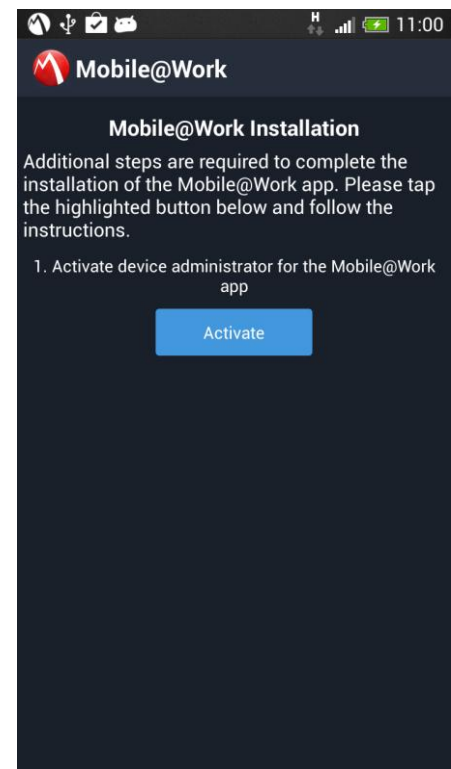 H 11:00
Mobile@Work
Mobile@Work Installation
Additional steps are required to complete the
installation of the Mobile@Work app. Please tap
the highlighted button below and follow the
instructions.
1. Activate device administrator for the Mobile@Work
app
Activate